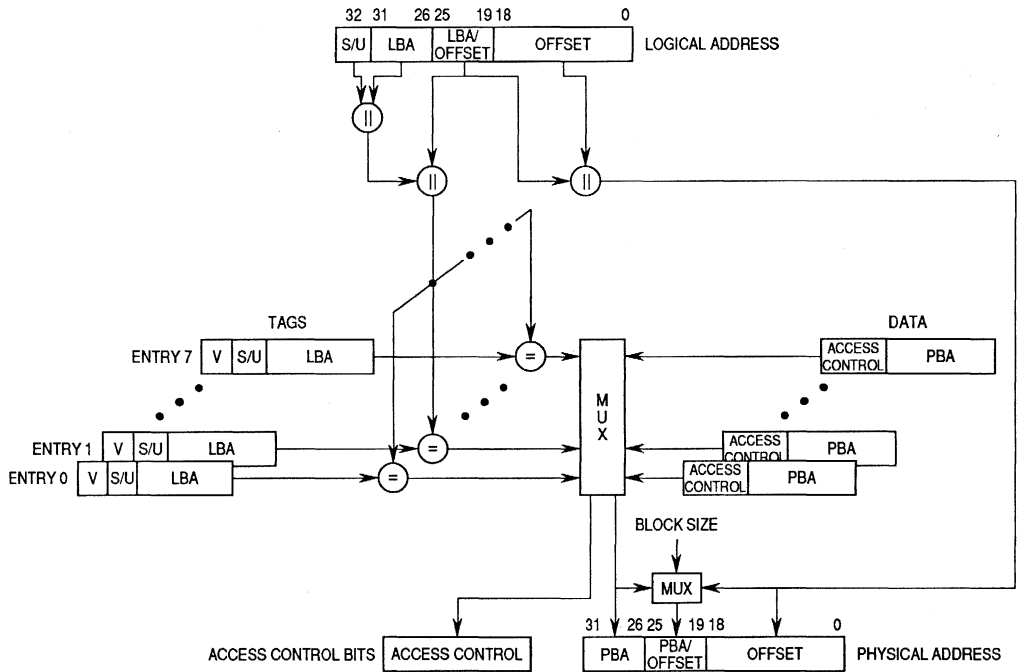 32 31 26 25 19 18 0
S/U LBA LBA/ OFFSET OFFSET LOGICAL ADDRESS
||
|| ||
TAGS DATA
ENTRY 7 V S/U LBA = MUX ACCESS CONTROL PBA
ENTRY 1 V S/U LBA = ACCESS CONTROL PBA
ENTRY 0 V S/U LBA = ACCESS CONTROL PBA
BLOCK SIZE
MUX
31 26 25 19 18 0
ACCESS CONTROL BITS ACCESS CONTROL PBA PBA/ OFFSET OFFSET PHYSICAL ADDRESS